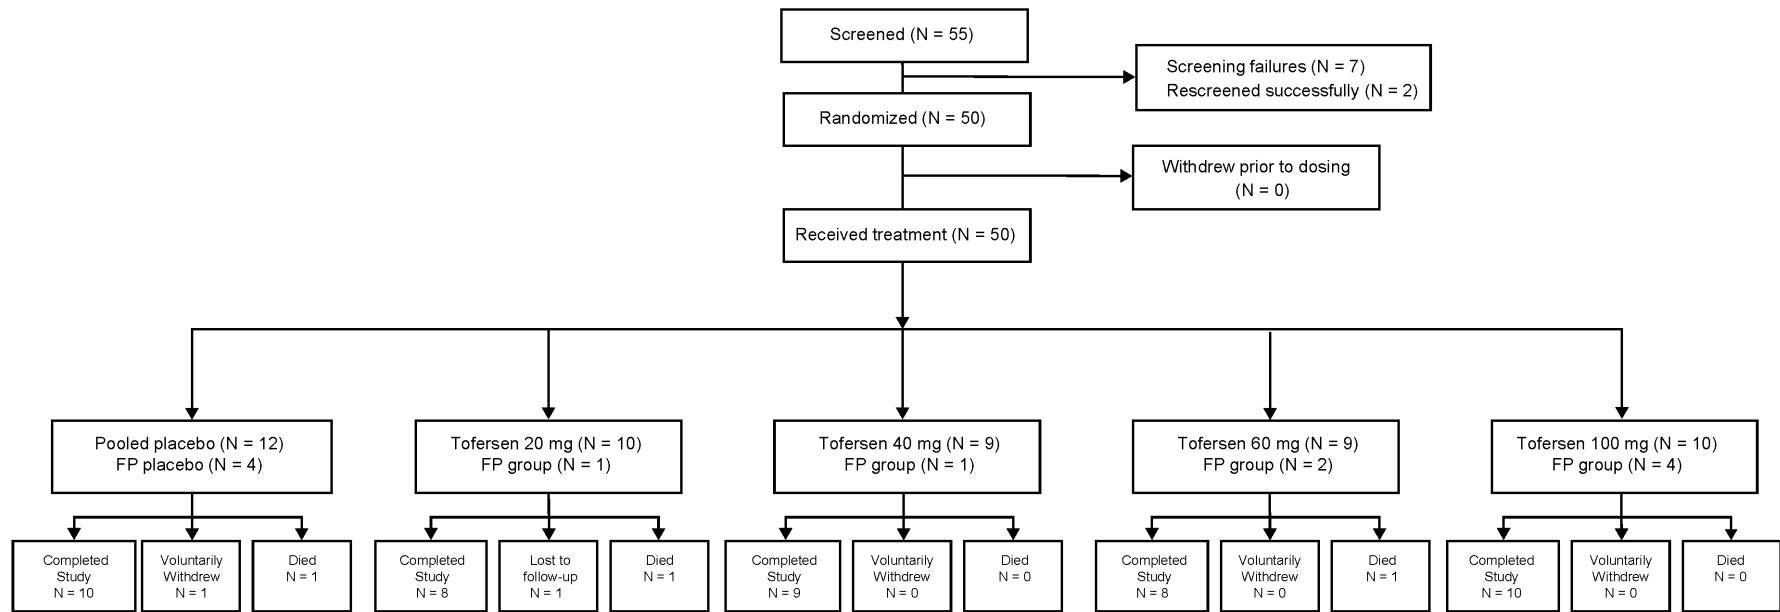 Screened (N = 55)
Screening failures (N = 7)
Rescreened successfully (N = 2)
Randomized (N = 50)
Withdrew prior to dosing
(N = 0)
Received treatment (N = 50)
Pooled placebo (N = 12)
FP placebo (N = 4)
Tofersen 20 mg (N = 10)
FP group (N = 1)
Tofersen 40 mg (N = 9)
FP group (N = 1)
Tofersen 60 mg (N = 9)
FP group (N = 2)
Tofersen 100 mg (N = 10)
FP group (N = 4)
Completed
Study
N = 10
Voluntarily
Withdrew
N = 1
Died
N = 1
Completed
Study
N = 8
Lost to
follow-up
N = 1
Died
N = 1
Completed
Study
N = 9
Voluntarily
Withdrew
N = 0
Died
N = 0
Completed
Study
N = 8
Voluntarily
Withdrew
N = 0
Died
N = 1
Completed
Study
N = 10
Voluntarily
Withdrew
N = 0
Died
N = 0